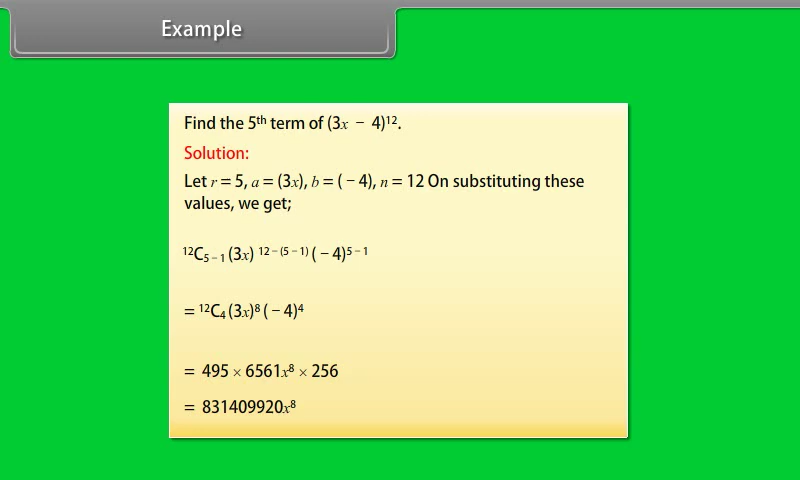 Example
Find the 5th term of (3x − 4)¹².
Solution:
Let r = 5, a = (3x), b = ( − 4), n = 12 On substituting these
values, we get;
¹²C₅₋₁ (3x) ¹²⁻⁽⁵⁻¹⁾ ( − 4)⁵⁻¹
= ¹²C₄ (3x)⁸ ( − 4)⁴
= 495 × 6561x⁸ × 256
= 831409920x⁸